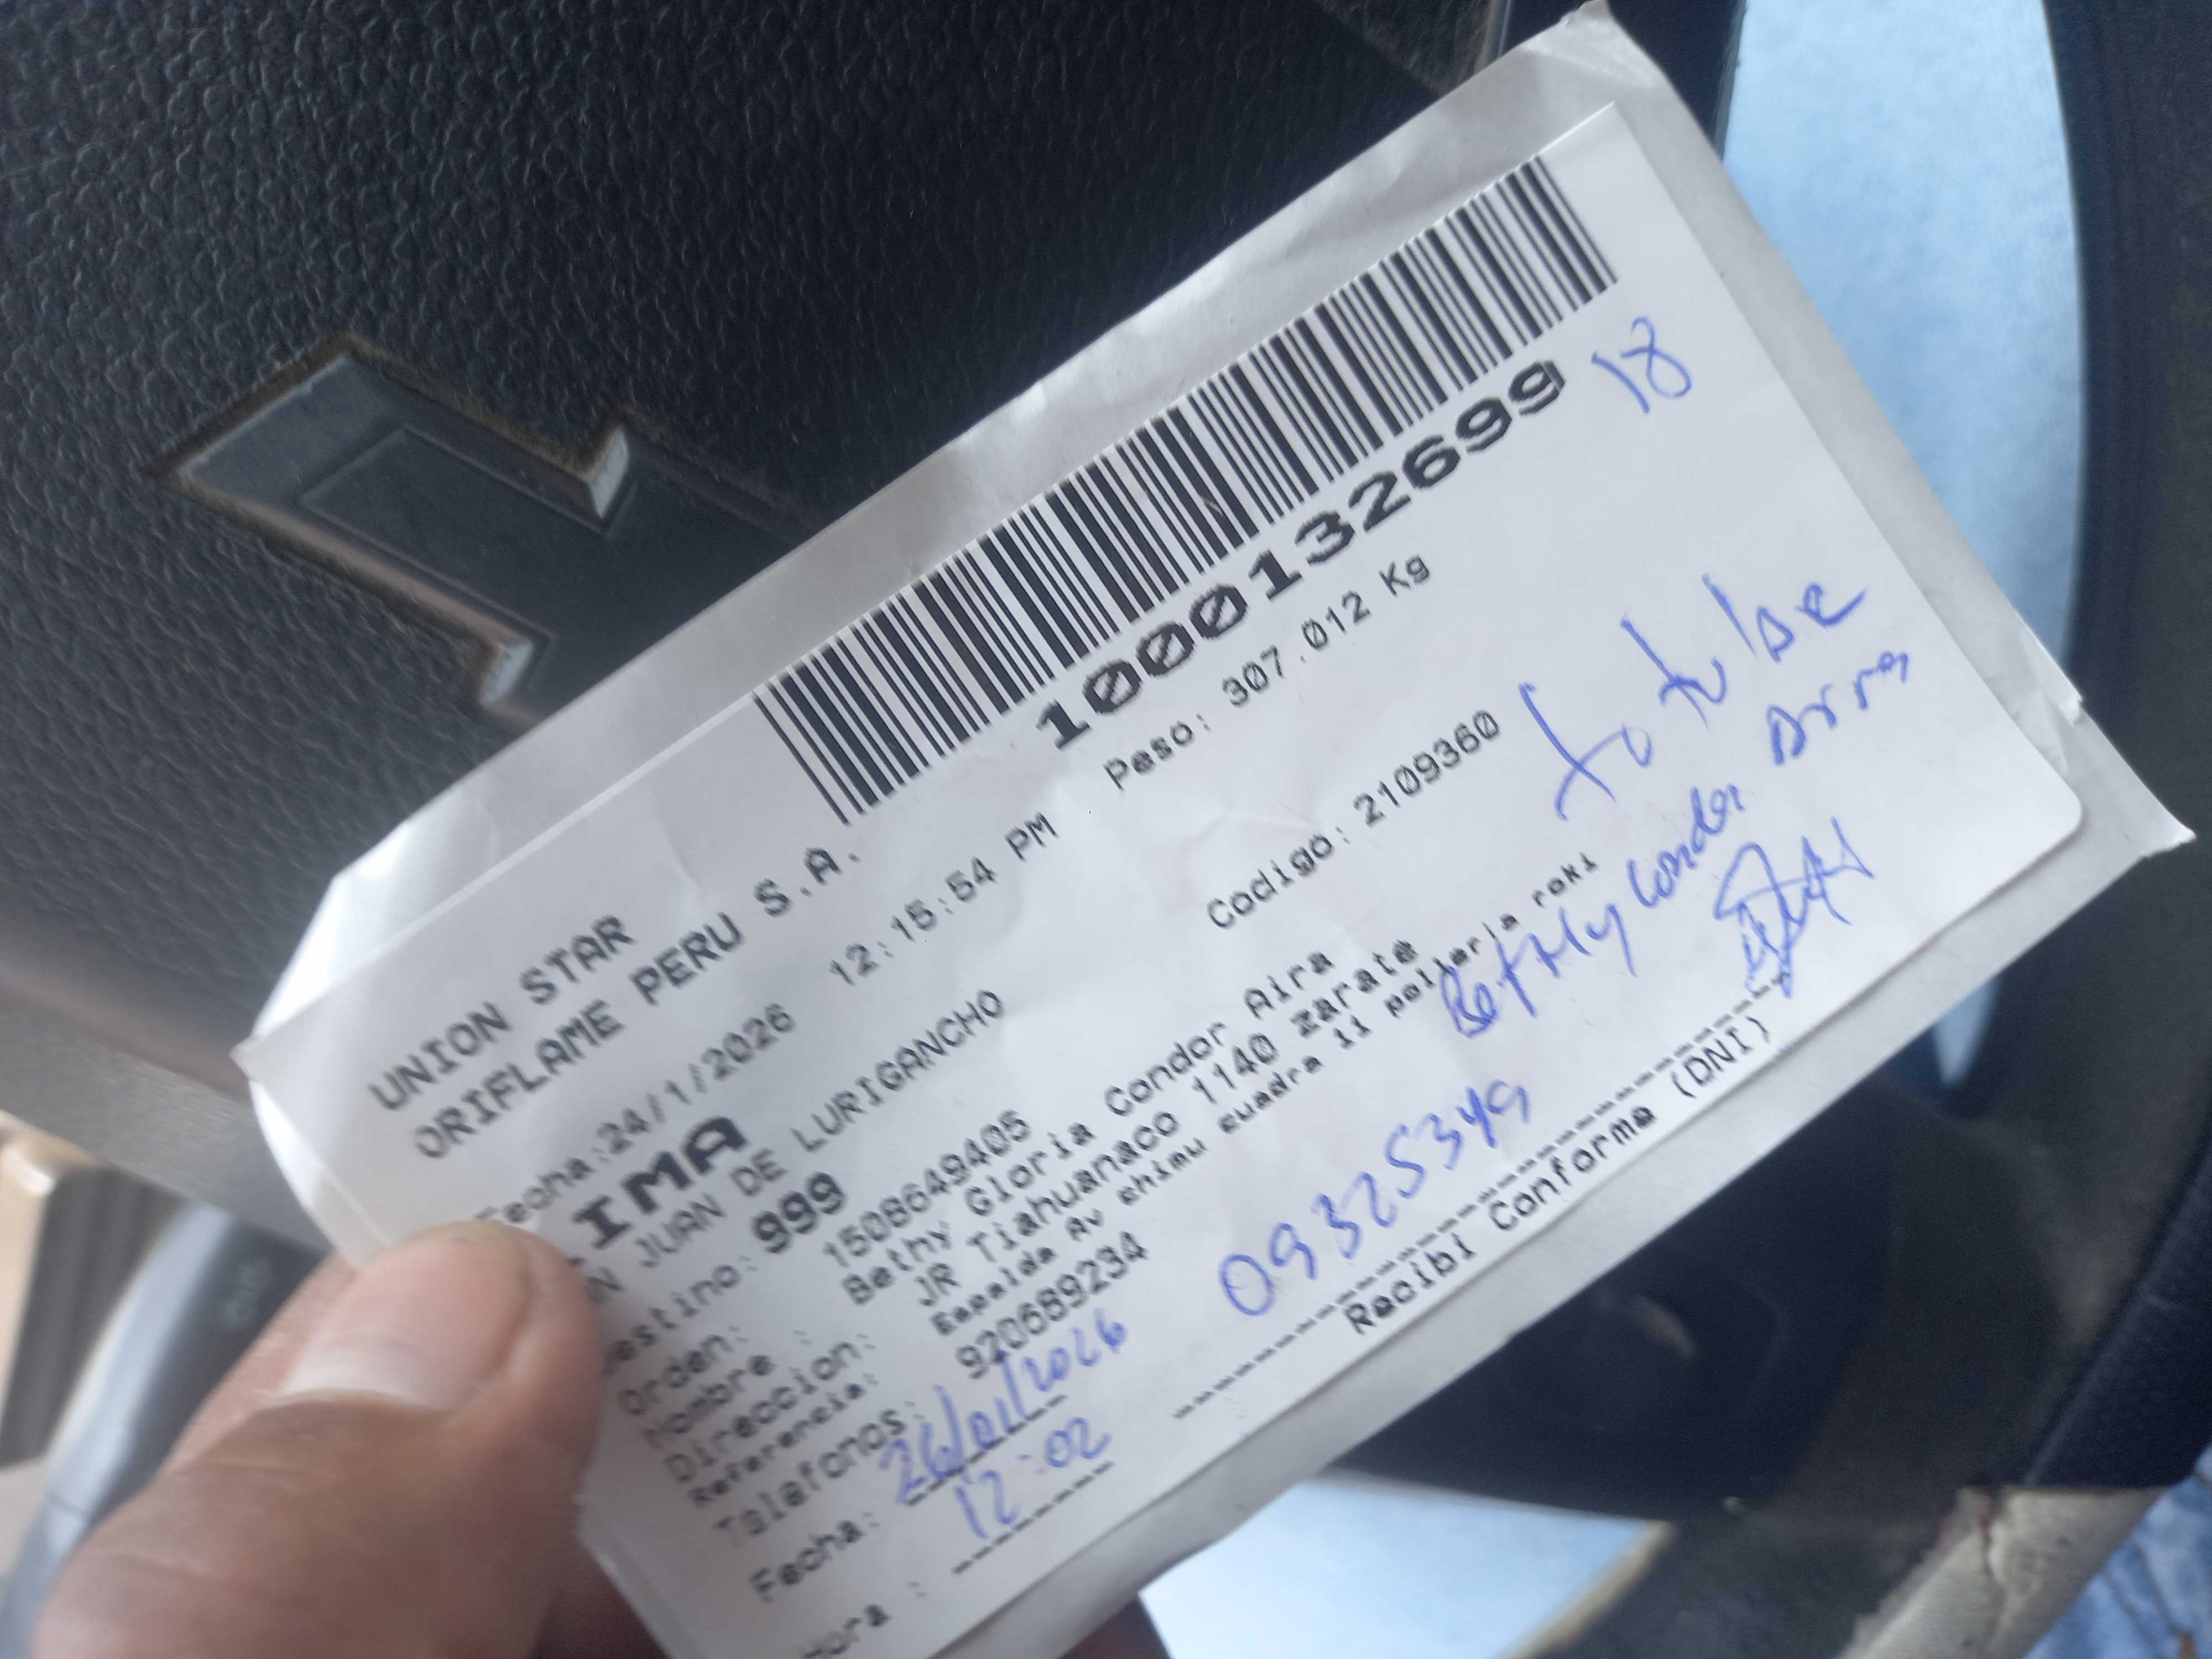 1000132699
18
UNION STAR
ORIFLAME PERU S.A.
Fecha:24/1/2026 12:15:54 PM Peso: 307.012 Kg
LIMA
SAN JUAN DE LURIGANCHO
Destino: 999 Codigo: 2109360
Orden: 150864940S
Nombre : Bethy Gloria Condor Aira
Direccion: JR Tiahuanaco 1140 zarate
Referencia: Espalda Av chimu cuadra 11 polleria roki
Telefonos: 920689234
Fecha: 26/01/2026
Hora : 12:02
Bethy Condor
09325349
Recibi Conforme (DNI)